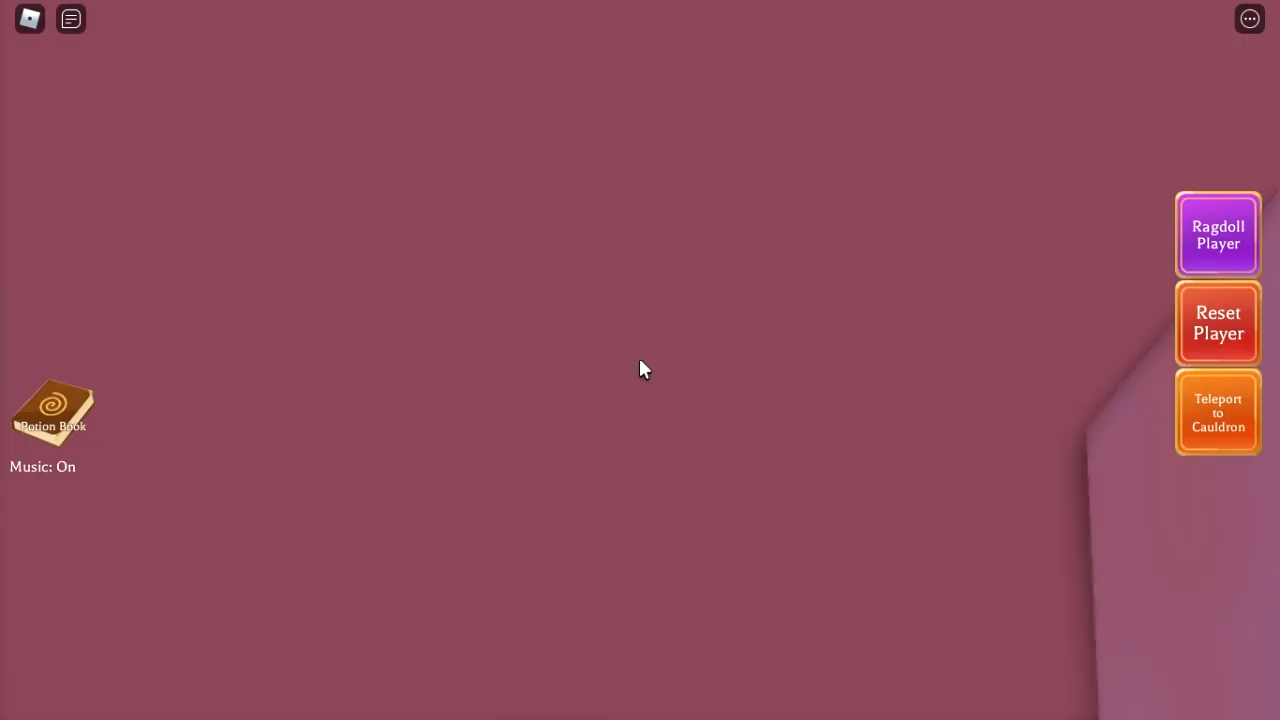 Ragdoll
Player
Reset
Player
Teleport
to
Cauldron
Potion Book
Music: On